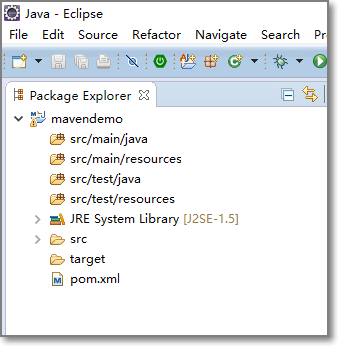 Java - Eclipse
File Edit Source Refactor Navigate Search
Package Explorer
mavendemo
src/main/java
src/main/resources
src/test/java
src/test/resources
JRE System Library [J2SE-1.5]
src
target
pom.xml